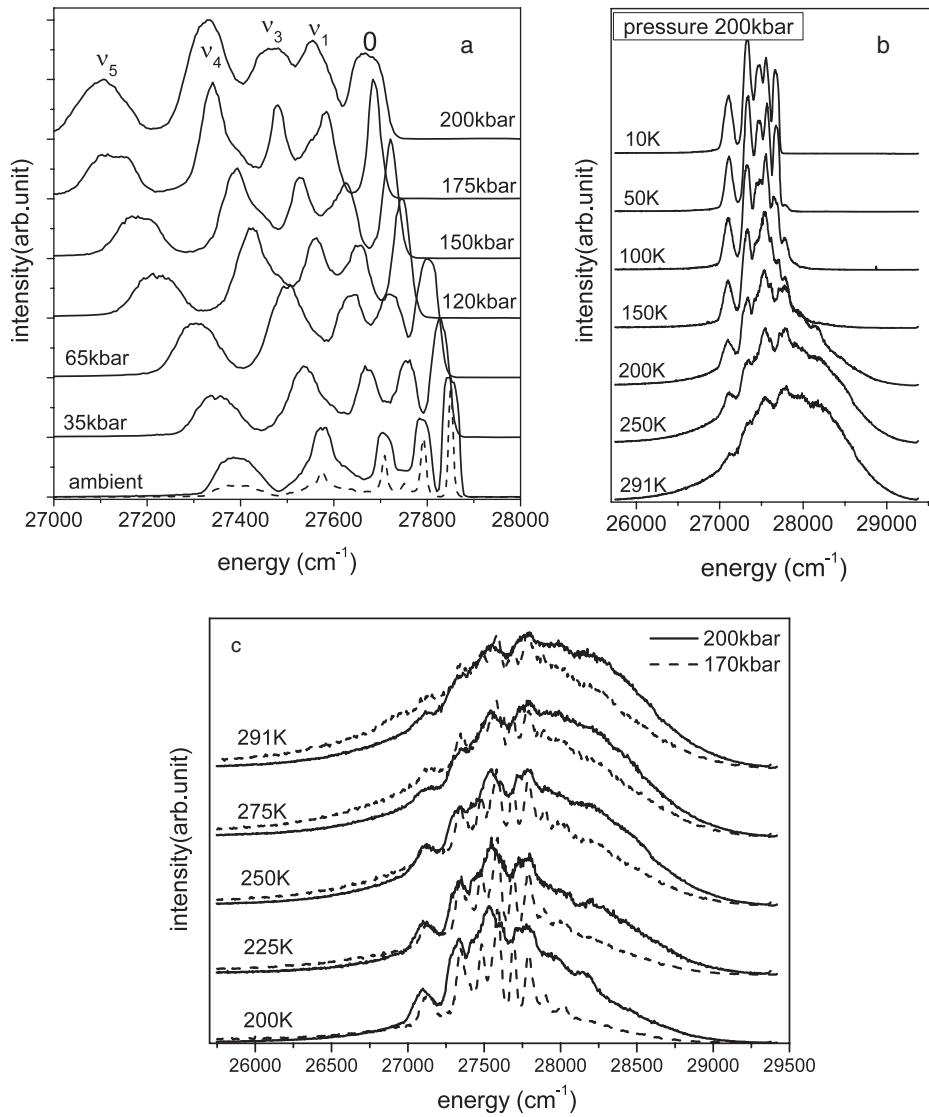 a
ν5
ν4
ν3
ν1
0
200kbar
175kbar
150kbar
120kbar
65kbar
35kbar
ambient
intensity(arb.unit)
27000 27200 27400 27600 27800 28000
energy (cm-1)
pressure 200kbar
b
10K
50K
100K
150K
200K
250K
291K
intensity(arb.unit)
26000 27000 28000 29000
energy (cm-1)
c
200kbar
170kbar
291K
275K
250K
225K
200K
intensity(arb.unit)
26000 26500 27000 27500 28000 28500 29000 29500
energy (cm-1)